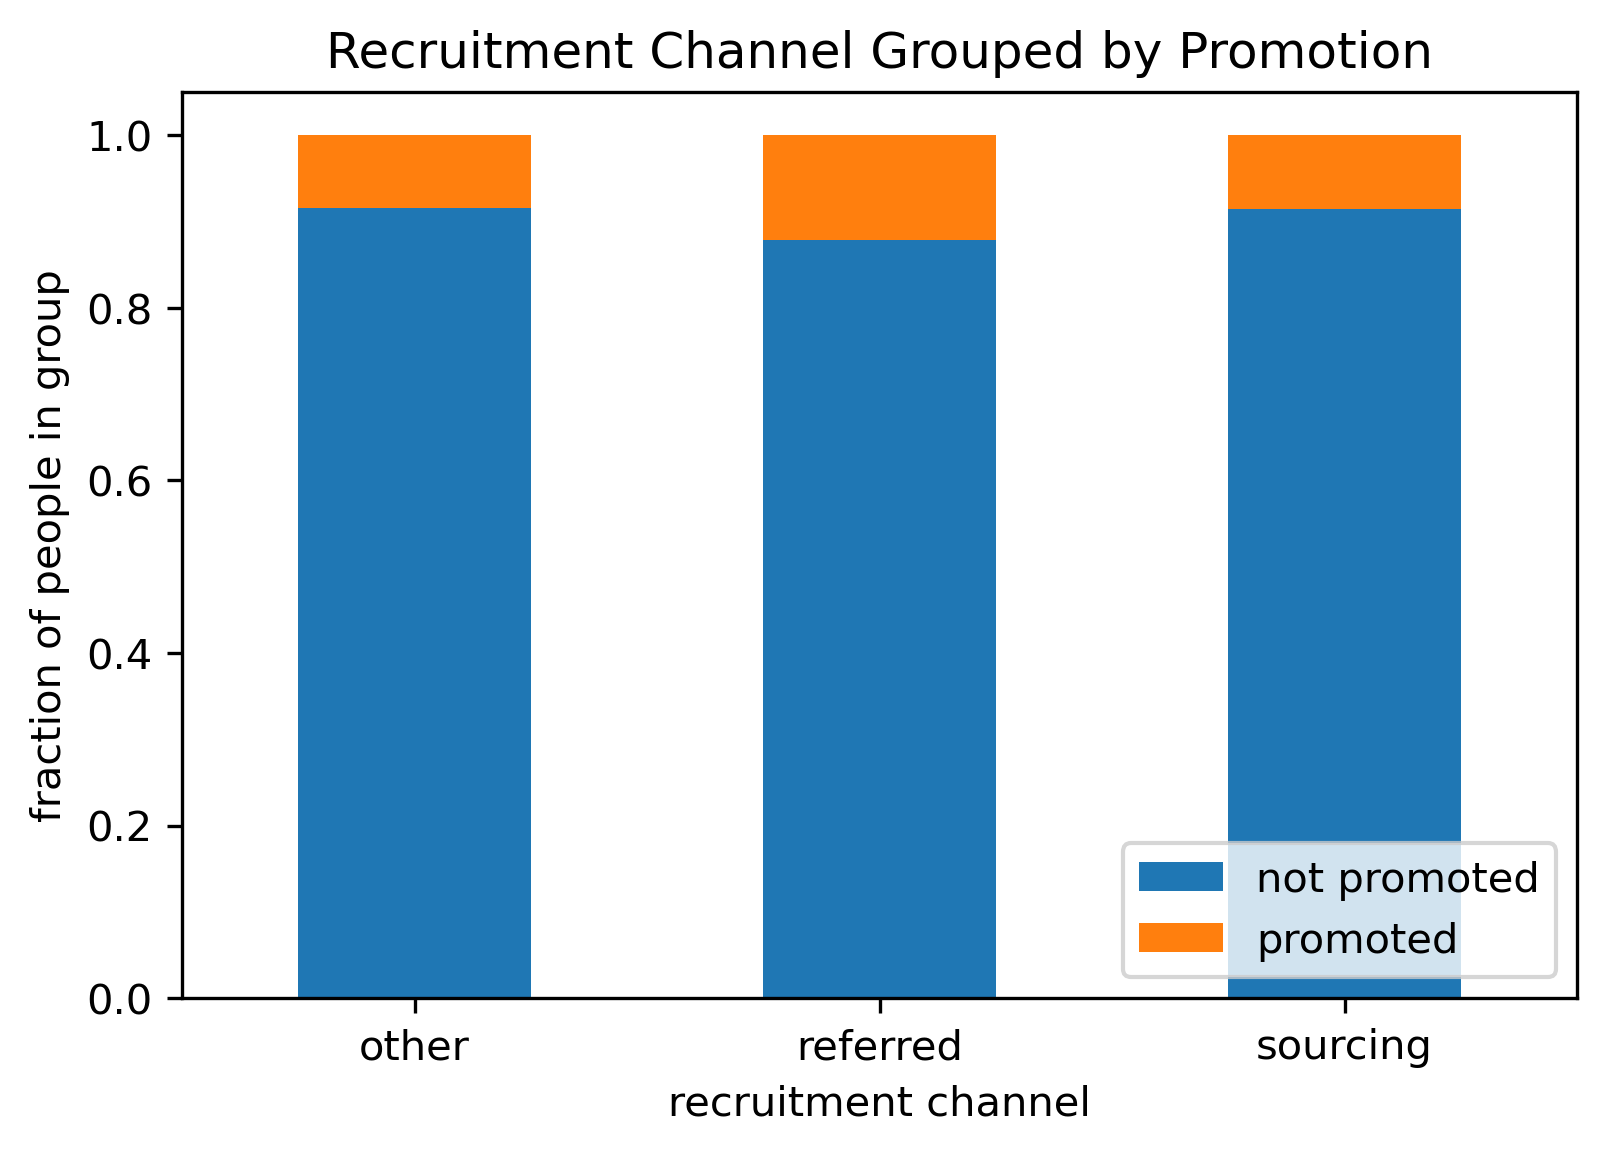 Recruitment Channel Grouped by Promotion
fraction of people in group
1.0
0.8
0.6
0.4
0.2
0.0
not promoted
promoted
other
referred
sourcing
recruitment channel